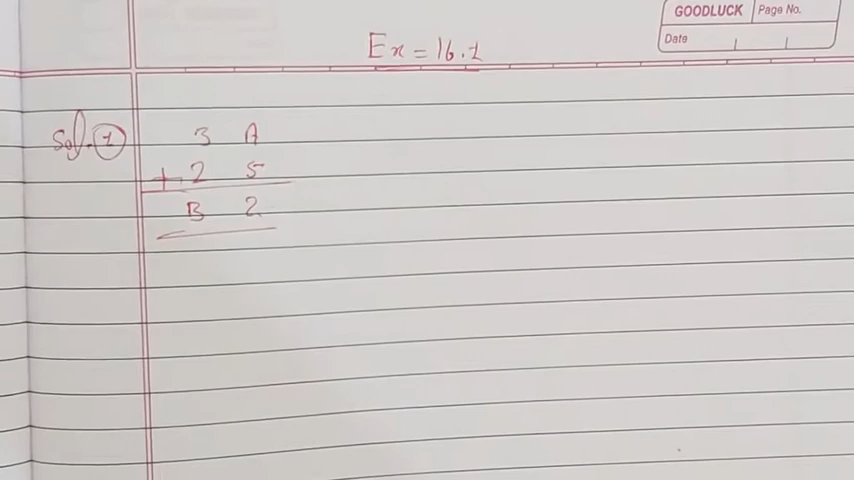 GOODLUCK Page No.
Date
Ex = 16.1
Sol. 1
3 A
+ 2 5
B 2